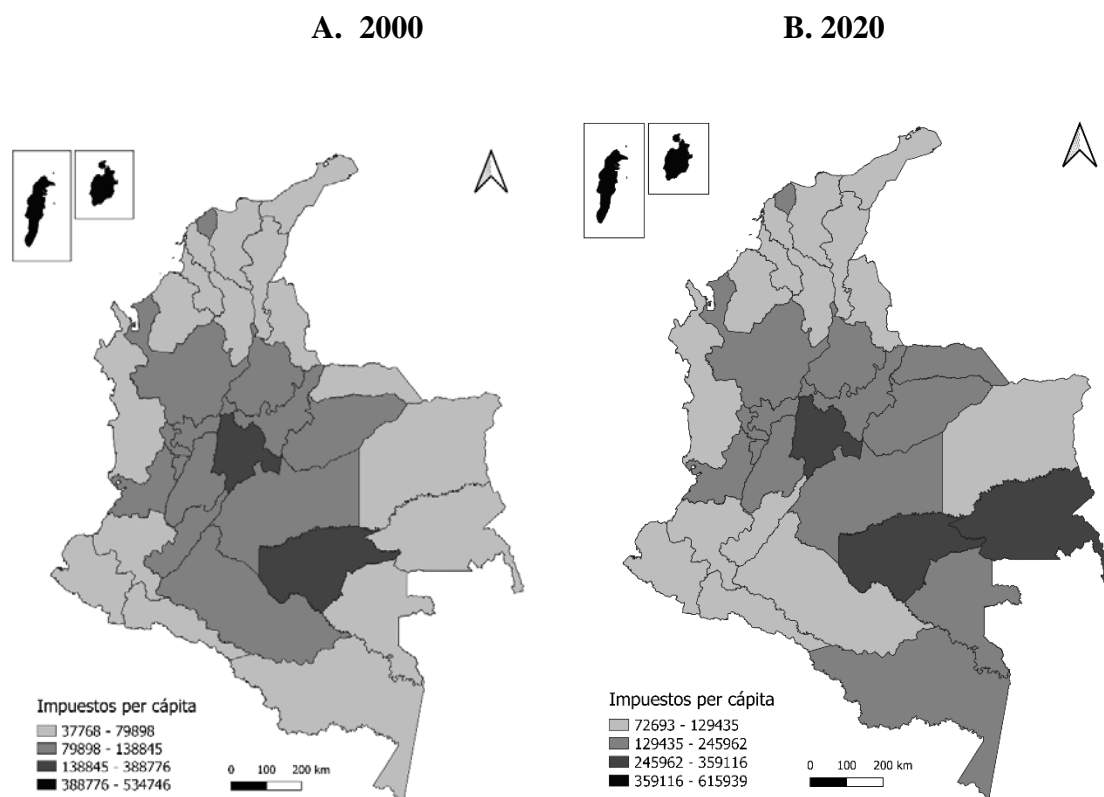 A. 2000
B. 2020
Impuestos per cápita
37768 - 79898
79898 - 138845
138845 - 388776
388776 - 534746
0 100 200 km
Impuestos per cápita
72693 - 129435
129435 - 245962
245962 - 359116
359116 - 615939
0 100 200 km